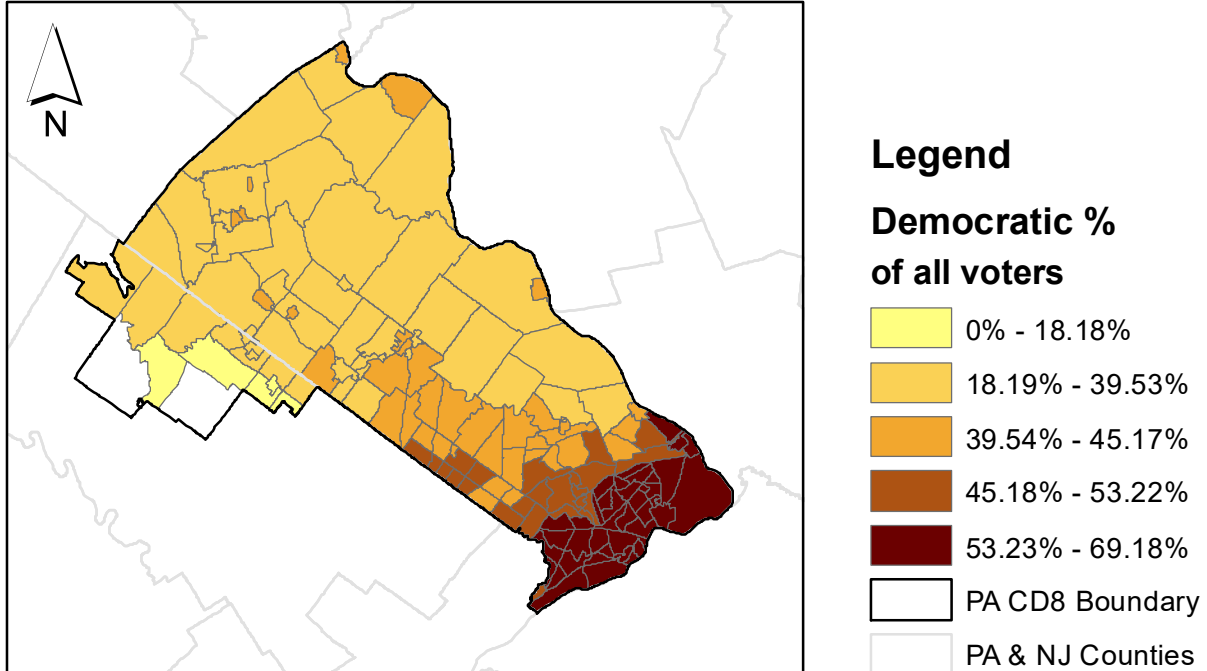 N
Legend
Democratic %
of all voters
0% - 18.18%
18.19% - 39.53%
39.54% - 45.17%
45.18% - 53.22%
53.23% - 69.18%
PA CD8 Boundary
PA & NJ Counties